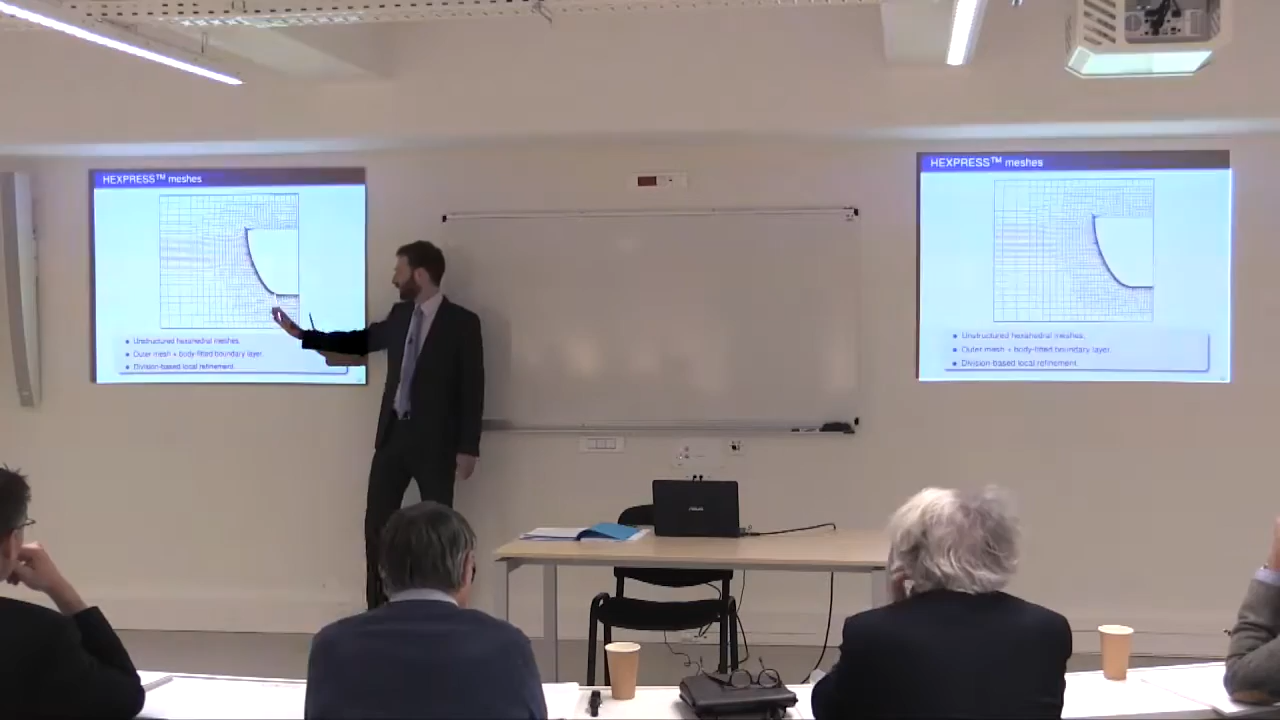 HEXPRESS™ meshes
Unstructured hexahedral meshes.
Outer mesh + body-fitted boundary layer.
Division-based local refinement.
HEXPRESS™ meshes
Unstructured hexahedral meshes.
Outer mesh + body-fitted boundary layer.
Division-based local refinement.
ASUS